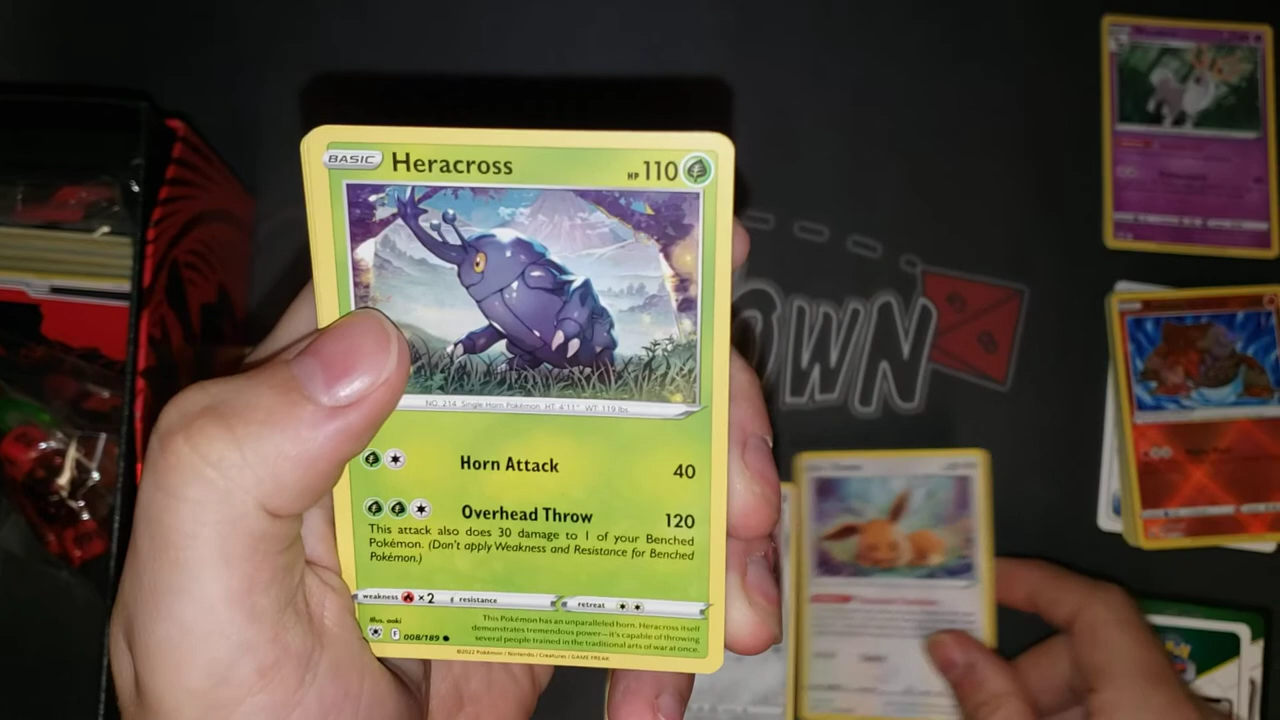 BASIC Heracross HP 110
NO. 214 Single Horn Pokémon HT: 4'11" WT: 119 lbs.
Horn Attack 40
Overhead Throw 120
This attack also does 30 damage to 1 of your Benched
Pokémon. (Don't apply Weakness and Resistance for Benched
Pokémon.)
weakness ×2 resistance retreat
Illus. aoki
F 008/189
This Pokémon has an unparalleled horn. Heracross itself
demonstrates tremendous power—it's capable of throwing
several people trained in the traditional arts of war at once.
©2022 Pokémon / Nintendo / Creatures / GAME FREAK
OWN